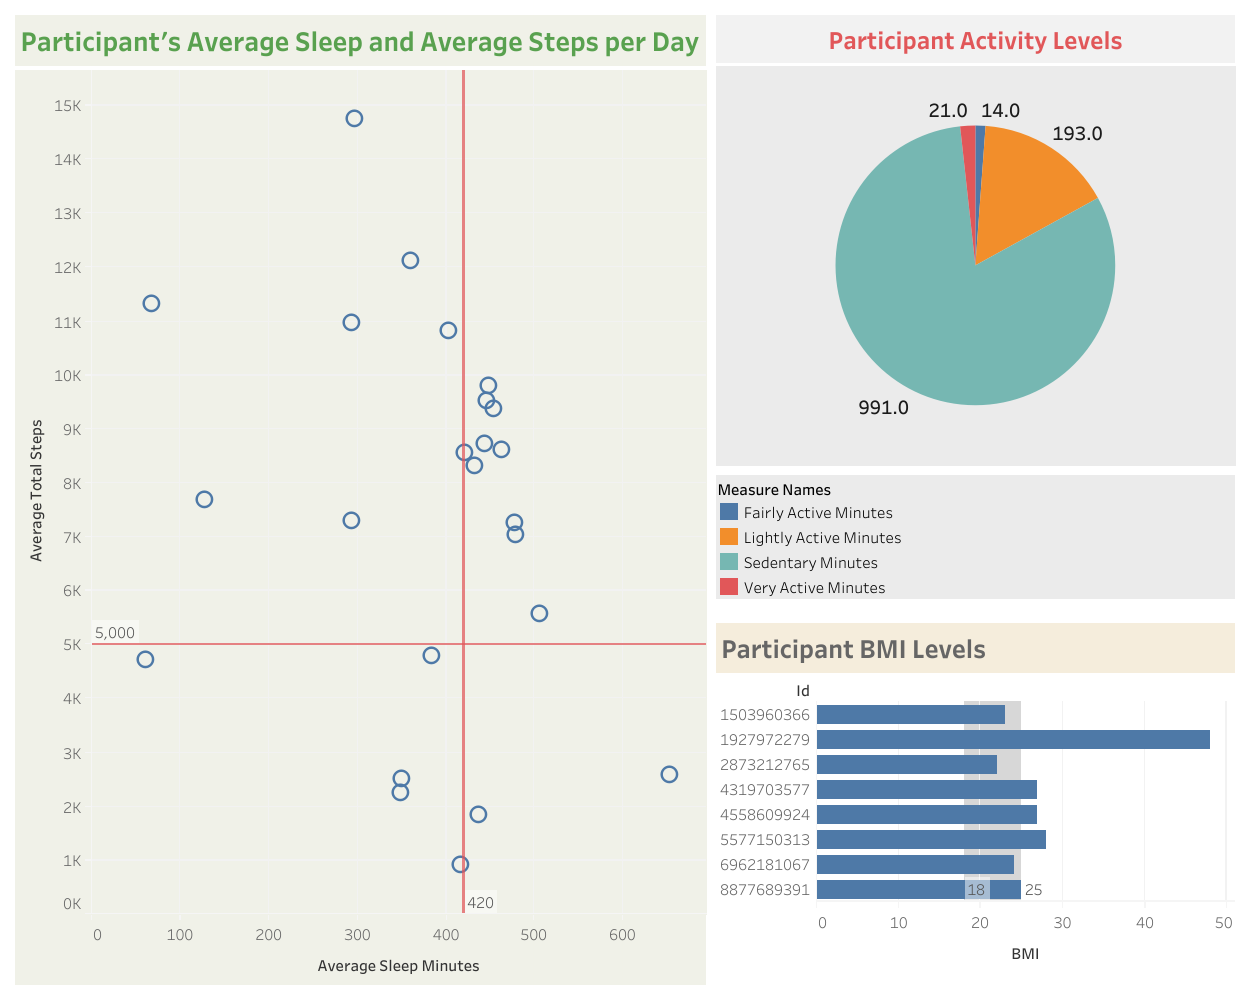 Participant's Average Sleep and Average Steps per Day
15K
14K
13K
12K
11K
10K
9K
8K
7K
6K
5K
4K
3K
2K
1K
0K
Average Total Steps
5,000
420
0
100
200
300
400
500
600
Average Sleep Minutes
Participant Activity Levels
21.0
14.0
193.0
991.0
Measure Names
Fairly Active Minutes
Lightly Active Minutes
Sedentary Minutes
Very Active Minutes
Participant BMI Levels
Id
1503960366
1927972279
2873212765
4319703577
4558609924
5577150313
6962181067
8877689391
18
25
0
10
20
30
40
50
BMI